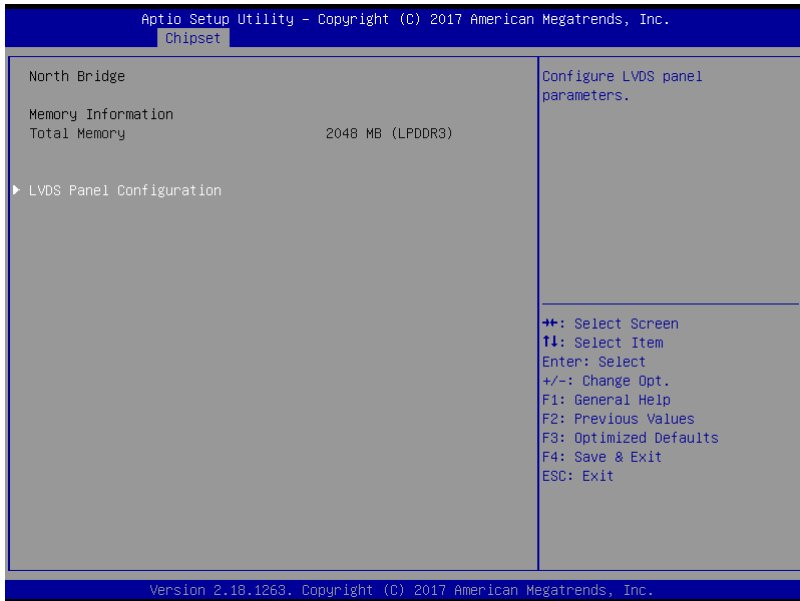 Aptio Setup Utility – Copyright (C) 2017 American Megatrends, Inc.
Chipset
North Bridge
Memory Information
Total Memory 2048 MB (LPDDR3)
▶ LVDS Panel Configuration
Configure LVDS panel
parameters.
→←: Select Screen
↑↓: Select Item
Enter: Select
+/-: Change Opt.
F1: General Help
F2: Previous Values
F3: Optimized Defaults
F4: Save & Exit
ESC: Exit
Version 2.18.1263. Copyright (C) 2017 American Megatrends, Inc.